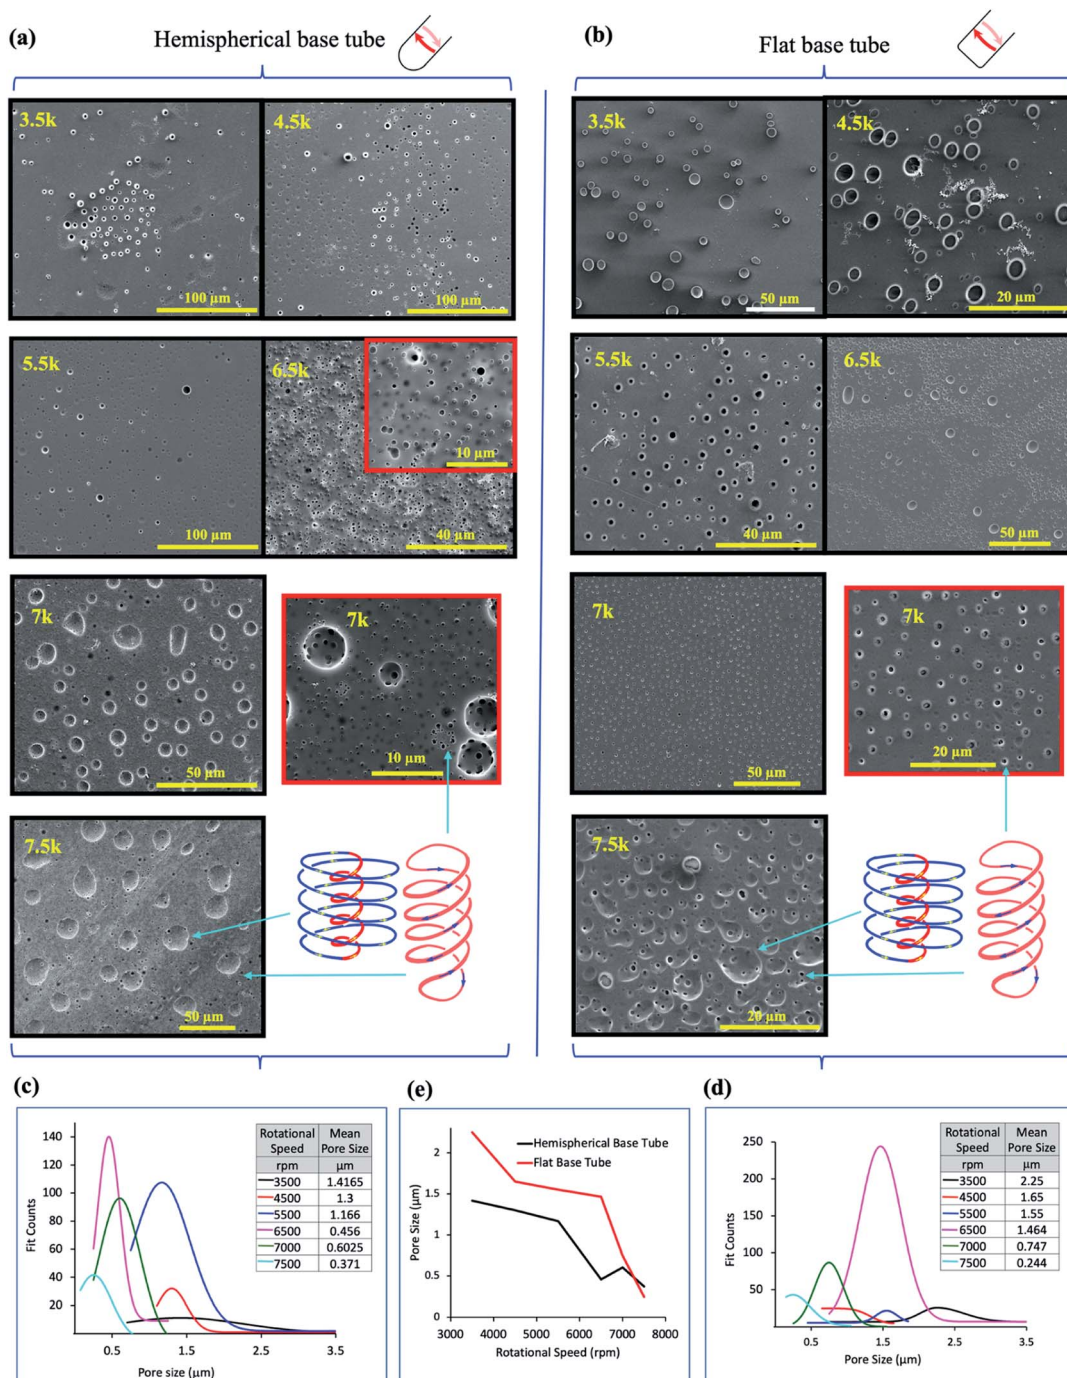 (a)
Hemispherical base tube
(b)
Flat base tube
3.5k
100 μm
4.5k
100 μm
3.5k
50 μm
4.5k
20 μm
5.5k
100 μm
6.5k
10 μm
40 μm
5.5k
40 μm
6.5k
50 μm
7k
50 μm
7k
10 μm
7k
50 μm
7k
20 μm
7.5k
50 μm
7.5k
20 μm
(c)
Fit Counts
140
120
100
80
60
40
20
0.5 1.5 2.5 3.5
Pore size (μm)
Rotational Speed Mean Pore Size
rpm μm
3500 1.4165
4500 1.3
5500 1.166
6500 0.456
7000 0.6025
7500 0.371
(e)
Pore Size (μm)
2
1.5
1
0.5
0
3000 4000 5000 6000 7000 8000
Rotational Speed (rpm)
Hemispherical Base Tube
Flat Base Tube
(d)
Fit Counts
250
200
150
100
50
0
0.5 1.5 2.5 3.5
Pore Size (μm)
Rotational Speed Mean Pore Size
rpm μm
3500 2.25
4500 1.65
5500 1.55
6500 1.464
7000 0.747
7500 0.244